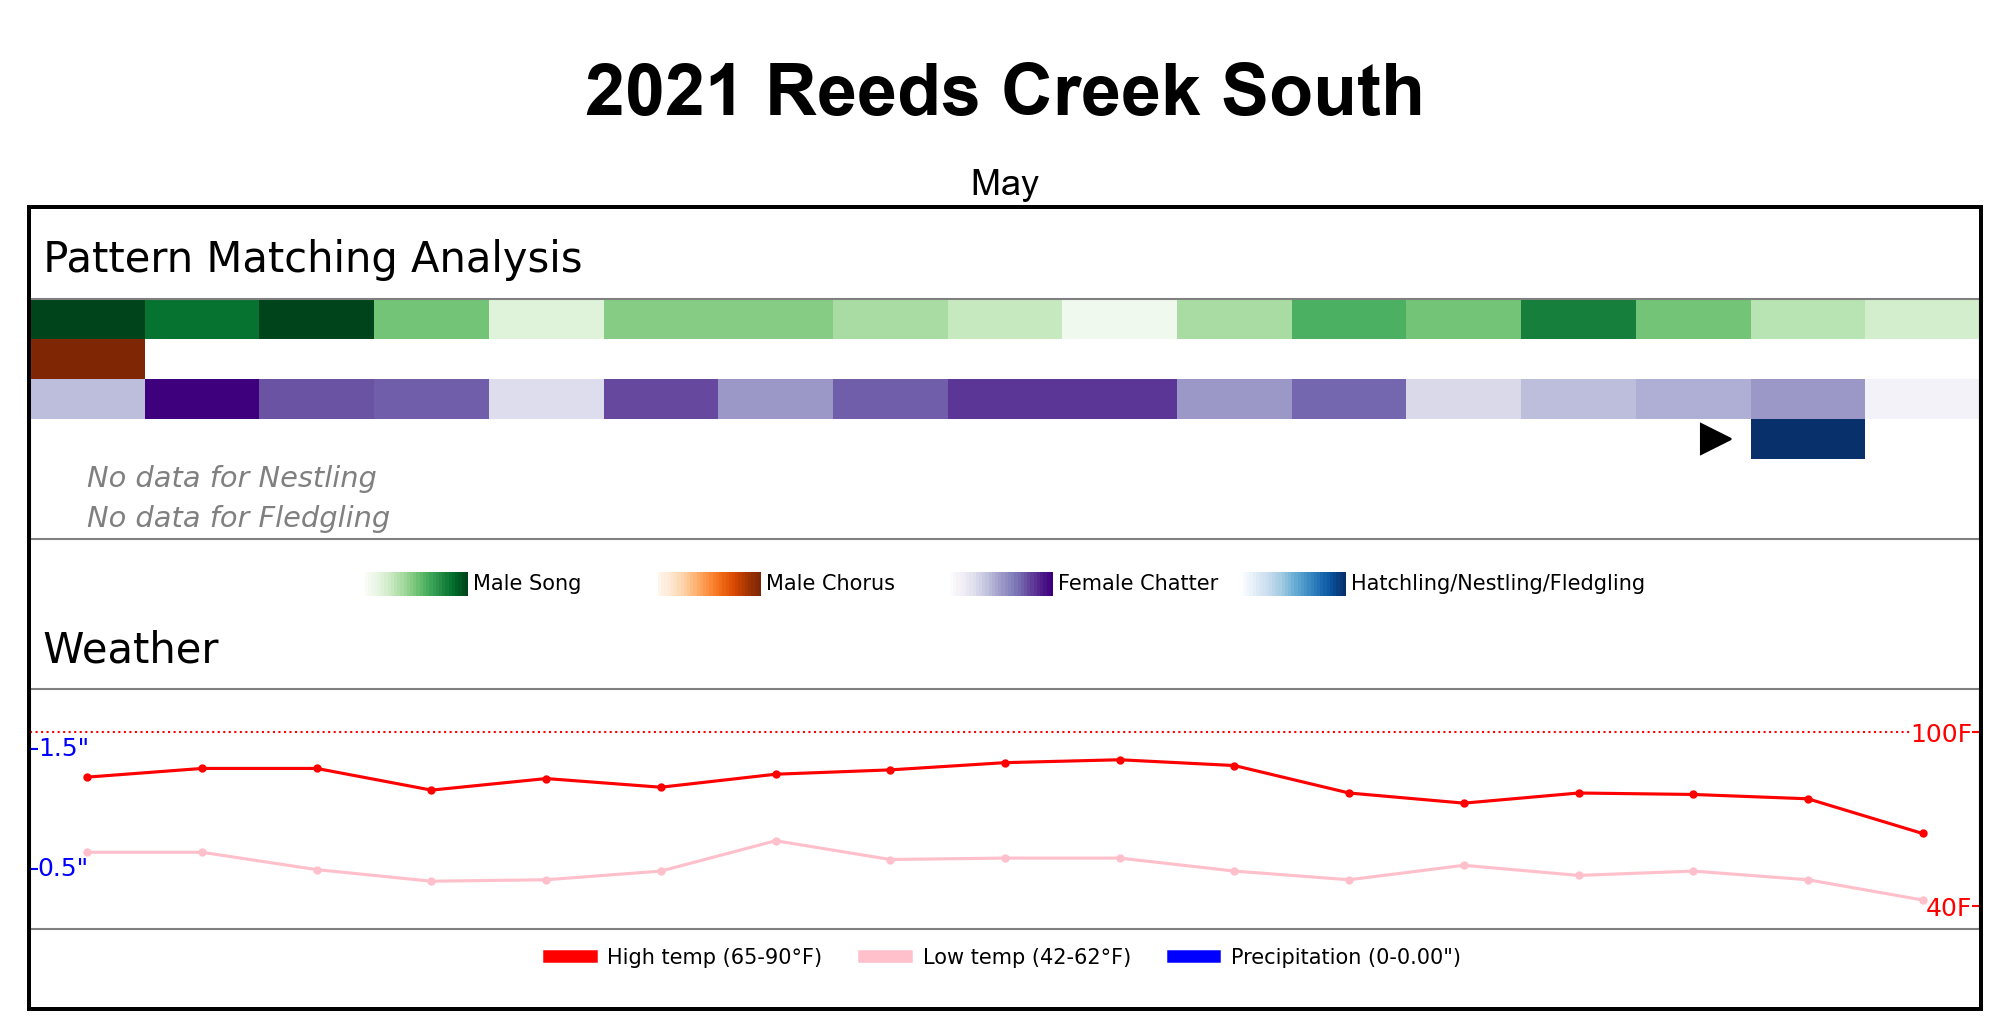 2021 Reeds Creek South
May
Pattern Matching Analysis
No data for Nestling
No data for Fledgling
Male Song Male Chorus Female Chatter Hatchling/Nestling/Fledgling
Weather
100F
1.5"
0.5"
40F
High temp (65-90°F) Low temp (42-62°F) Precipitation (0-0.00")